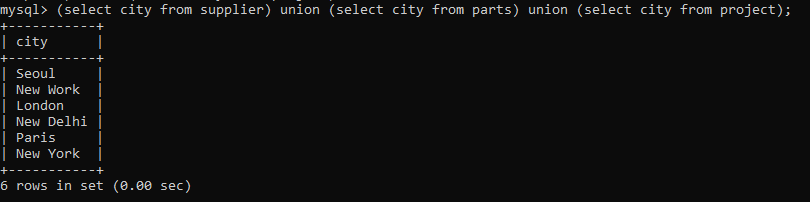 mysql> (select city from supplier) union (select city from parts) union (select city from project);
+-----------+
| city      |
+-----------+
| Seoul     |
| New Work  |
| London    |
| New Delhi |
| Paris     |
| New York  |
+-----------+
6 rows in set (0.00 sec)